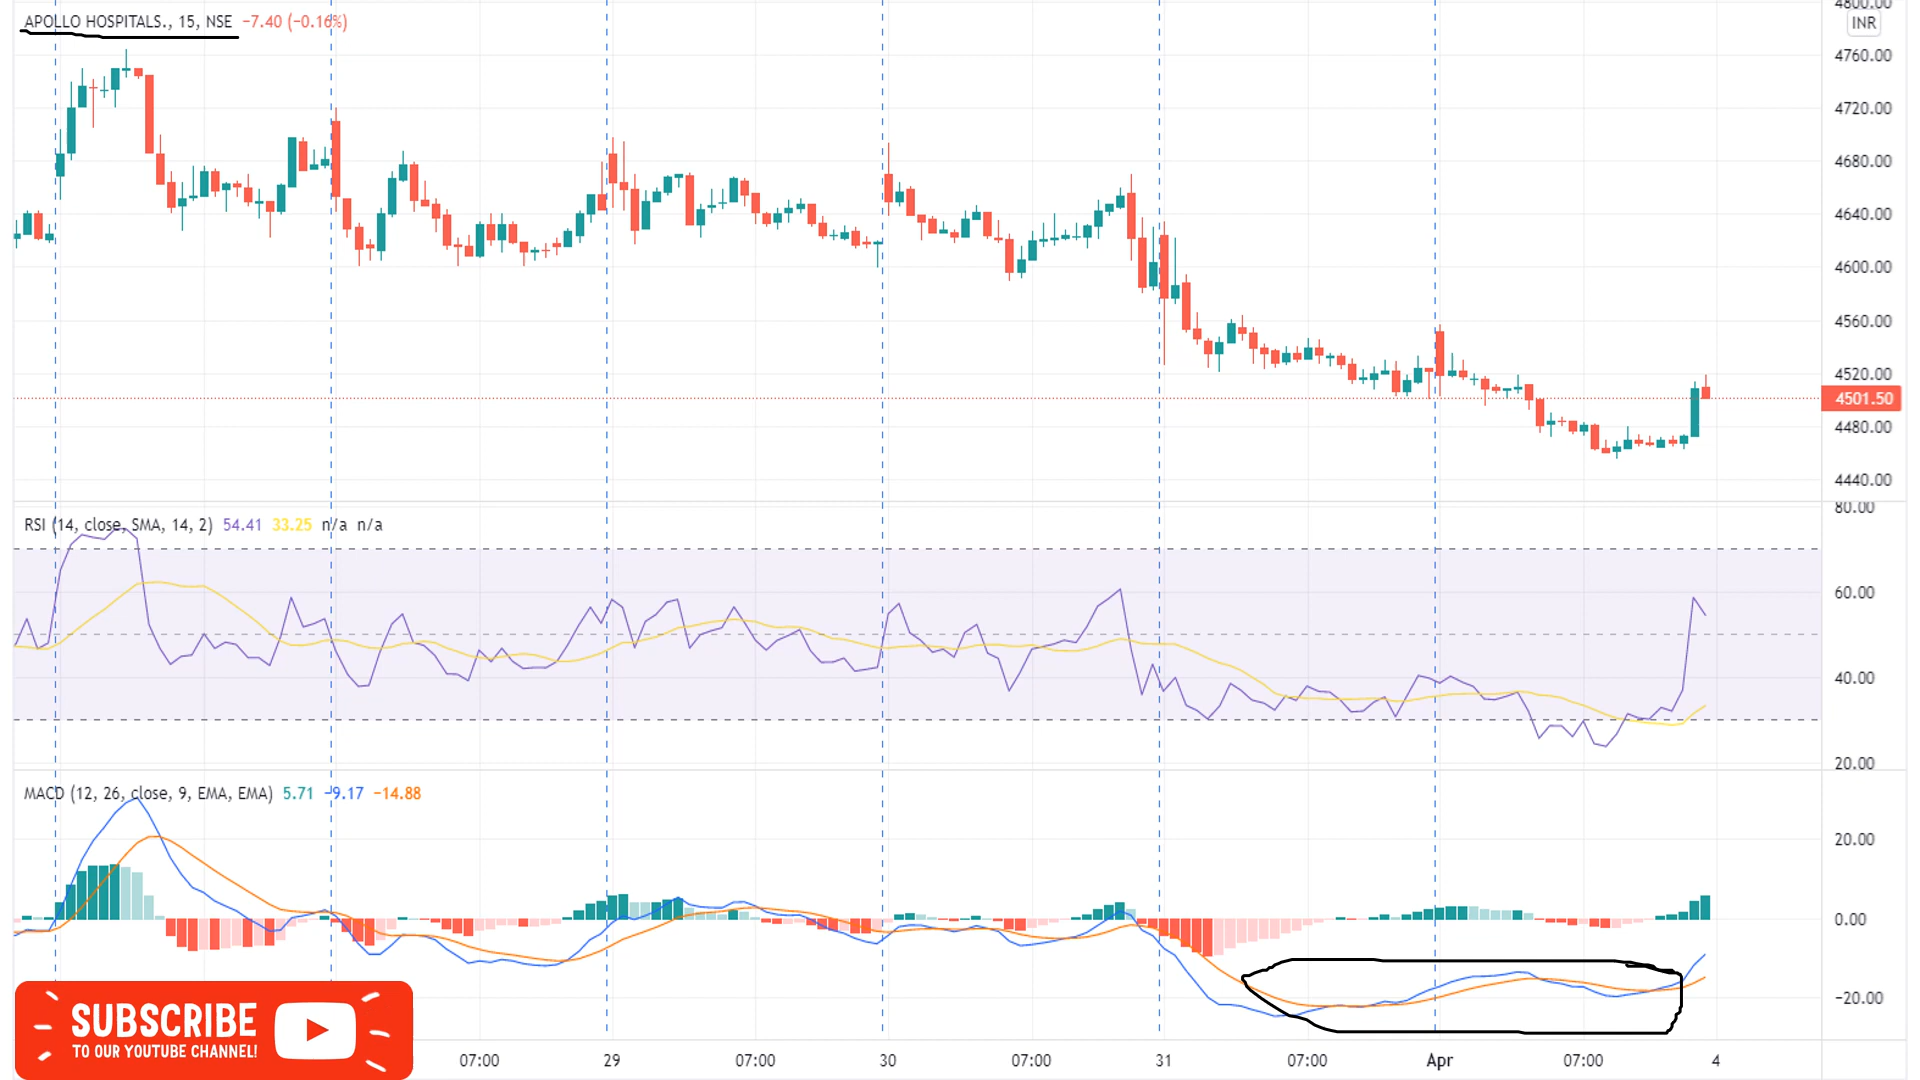 APOLLO HOSPITALS., 15, NSE −7.40 (−0.16%)
4800.00
INR
4760.00
4720.00
4680.00
4640.00
4600.00
4560.00
4520.00
4501.50
4480.00
4440.00
RSI (14, close, SMA, 14, 2) 54.41 33.25 n/a n/a
80.00
60.00
40.00
20.00
MACD (12, 26, close, 9, EMA, EMA) 5.71 −9.17 −14.88
20.00
0.00
−20.00
SUBSCRIBE
TO OUR YOUTUBE CHANNEL!
07:00 29 07:00 30 07:00 31 07:00 Apr 07:00 4